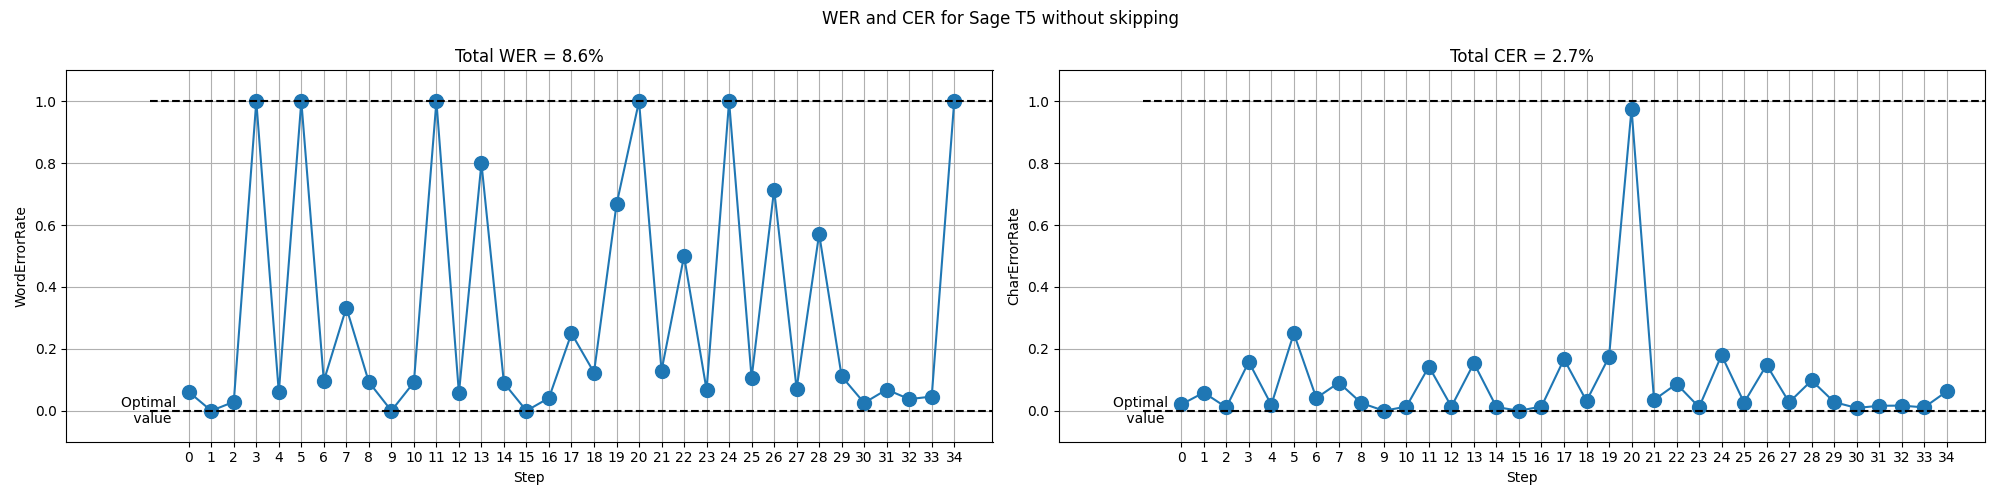 WER and CER for Sage T5 without skipping
Total WER = 8.6%
WordErrorRate
1.0
0.8
0.6
0.4
0.2
0.0
Optimal
value
0 1 2 3 4 5 6 7 8 9 10 11 12 13 14 15 16 17 18 19 20 21 22 23 24 25 26 27 28 29 30 31 32 33 34
Step
Total CER = 2.7%
CharErrorRate
1.0
0.8
0.6
0.4
0.2
0.0
Optimal
value
0 1 2 3 4 5 6 7 8 9 10 11 12 13 14 15 16 17 18 19 20 21 22 23 24 25 26 27 28 29 30 31 32 33 34
Step